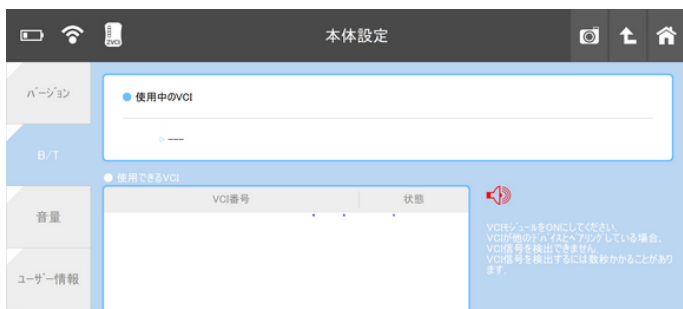 ZVCI
本体設定
バージョン
B/T
音量
ユーザー情報
● 使用中のVCI
▷ ---
● 使用できるVCI
VCI番号 状態
VCIモジュールをONにしてください.
VCIが他のデバイスとペアリングしている場合.
VCI信号を検出できません.
VCI信号を検出するには数秒かかることがあり
ます.